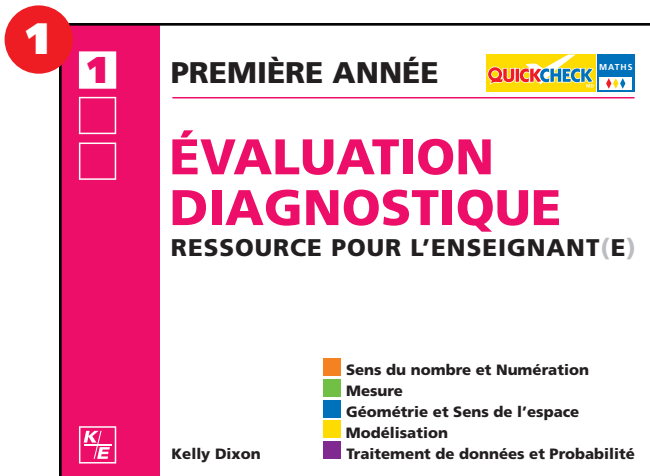 1
1
PREMIÈRE ANNÉE
QUICKCHECK MATHS
ÉVALUATION
DIAGNOSTIQUE
RESSOURCE POUR L'ENSEIGNANT(E)
Sens du nombre et Numération
Mesure
Géométrie et Sens de l'espace
Modélisation
Kelly Dixon
Traitement de données et Probabilité
K/E